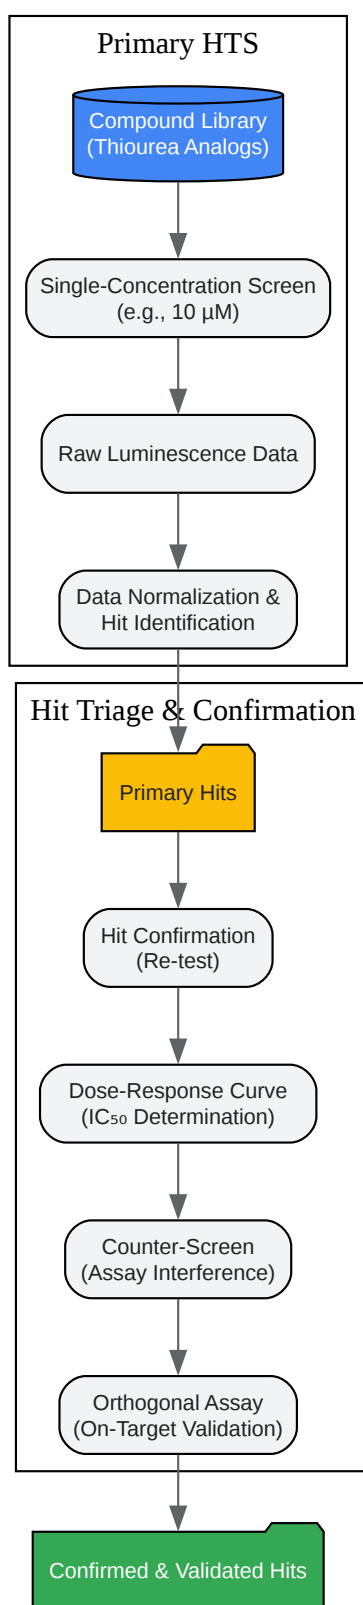 Primary HTS
Compound Library
(Thiourea Analogs)
Single-Concentration Screen
(e.g., 10 µM)
Raw Luminescence Data
Data Normalization &
Hit Identification
Hit Triage & Confirmation
Primary Hits
Hit Confirmation
(Re-test)
Dose-Response Curve
(IC₅₀ Determination)
Counter-Screen
(Assay Interference)
Orthogonal Assay
(On-Target Validation)
Confirmed & Validated Hits